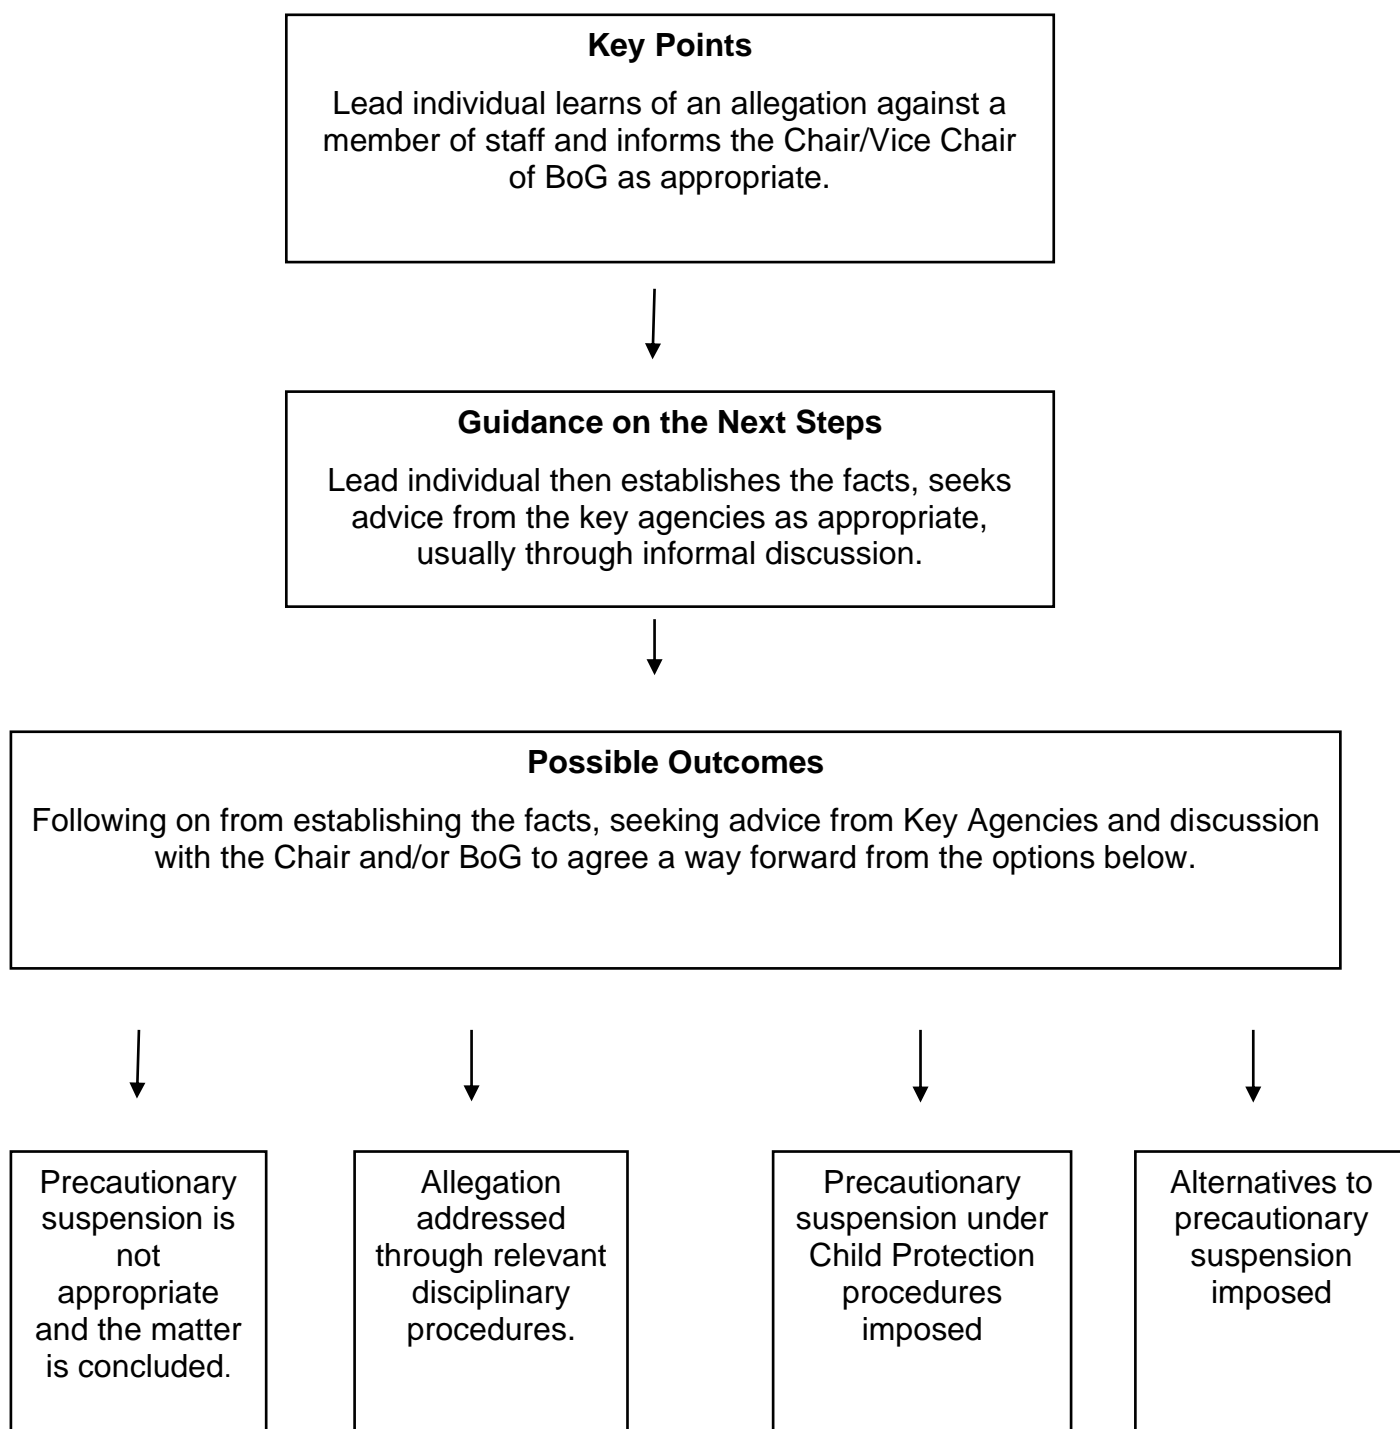 Key Points
Lead individual learns of an allegation against a
member of staff and informs the Chair/Vice Chair
of BoG as appropriate.
Guidance on the Next Steps
Lead individual then establishes the facts, seeks
advice from the key agencies as appropriate,
usually through informal discussion.
Possible Outcomes
Following on from establishing the facts, seeking advice from Key Agencies and discussion
with the Chair and/or BoG to agree a way forward from the options below.
Precautionary
suspension is
not
appropriate
and the matter
is concluded.
Allegation
addressed
through relevant
disciplinary
procedures.
Precautionary
suspension under
Child Protection
procedures
imposed
Alternatives to
precautionary
suspension
imposed